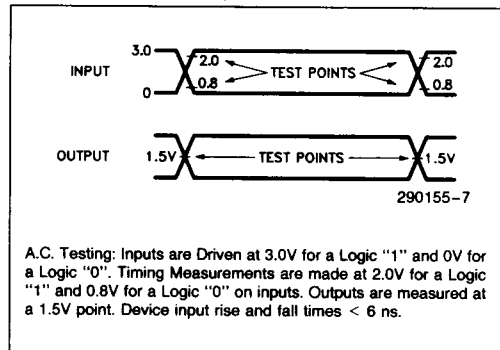 INPUT
3.0
0
2.0
0.8
TEST POINTS
2.0
0.8
OUTPUT
1.5V
TEST POINTS
1.5V
290155-7
A.C. Testing: Inputs are Driven at 3.0V for a Logic "1" and 0V for
a Logic "0". Timing Measurements are made at 2.0V for a Logic
"1" and 0.8V for a Logic "0" on inputs. Outputs are measured at
a 1.5V point. Device input rise and fall times < 6 ns.